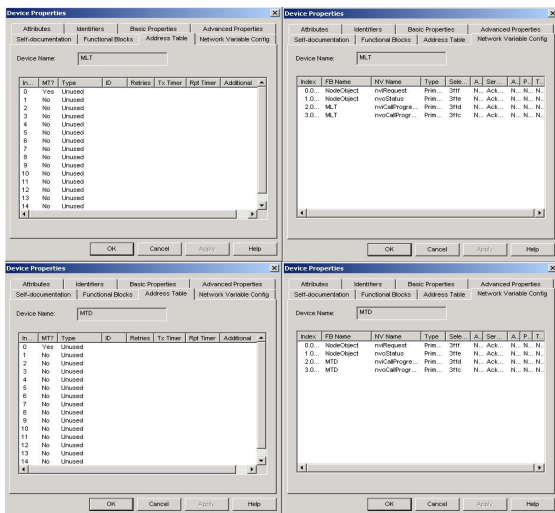 Device Properties
Attributes Identifiers Basic Properties Advanced Properties
Self-documentation Functional Blocks Address Table Network Variable Config
Device Name: MLT
In... MT? Type ID Retries Tx Timer Rpt Timer Additional
0 Yes Unused
1 No Unused
2 No Unused
3 No Unused
4 No Unused
5 No Unused
6 No Unused
7 No Unused
8 No Unused
9 No Unused
10 No Unused
11 No Unused
12 No Unused
13 No Unused
14 No Unused
OK Cancel Apply Help
Device Properties
Attributes Identifiers Basic Properties Advanced Properties
Self-documentation Functional Blocks Address Table Network Variable Config
Device Name: MLT
Index FB Name NV Name Type Sele... A.. Ser... A.. P.. T..
0.0... NodeObject nviRequest Prim... 3fff N... Ack... N... N... N..
1.0... NodeObject nvoStatus Prim... 3ffe N... Ack... N... N... N..
2.0... MLT nviCallProgre... Prim... 3ffd N... Ack... N... N... N..
3.0... MLT nvoCallProgr... Prim... 3ffc N... Ack... N... N... N..
OK Cancel Apply Help
Device Properties
Attributes Identifiers Basic Properties Advanced Properties
Self-documentation Functional Blocks Address Table Network Variable Config
Device Name: MTD
In... MT? Type ID Retries Tx Timer Rpt Timer Additional
0 Yes Unused
1 No Unused
2 No Unused
3 No Unused
4 No Unused
5 No Unused
6 No Unused
7 No Unused
8 No Unused
9 No Unused
10 No Unused
11 No Unused
12 No Unused
13 No Unused
14 No Unused
OK Cancel Apply Help
Device Properties
Attributes Identifiers Basic Properties Advanced Properties
Self-documentation Functional Blocks Address Table Network Variable Config
Device Name: MTD
Index FB Name NV Name Type Sele... A.. Ser... A.. P.. T..
0.0... NodeObject nviRequest Prim... 3fff N... Ack... N... N... N..
1.0... NodeObject nvoStatus Prim... 3ffe N... Ack... N... N... N..
2.0... MTD nviCallProgre... Prim... 3ffd N... Ack... N... N... N..
3.0... MTD nvoCallProgr... Prim... 3ffc N... Ack... N... N... N..
OK Cancel Apply Help